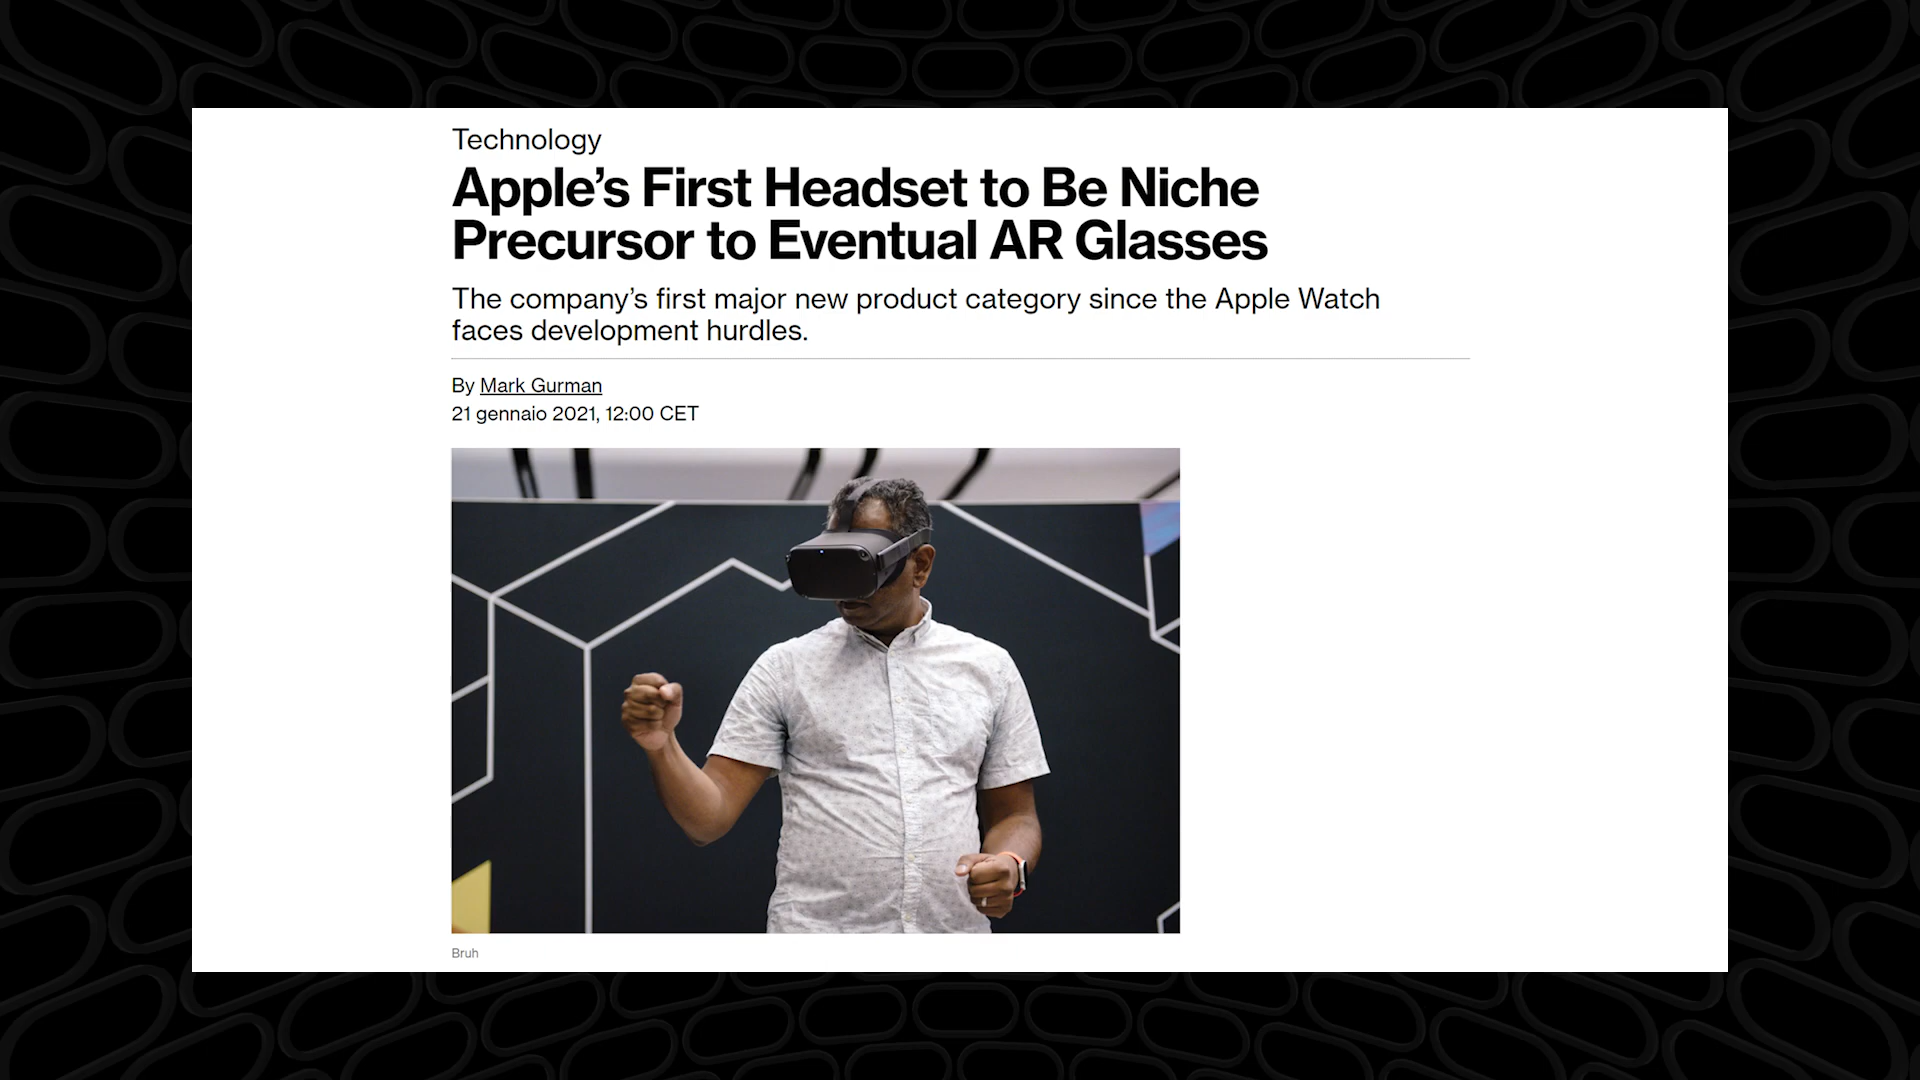 Technology
Apple’s First Headset to Be Niche
Precursor to Eventual AR Glasses
The company’s first major new product category since the Apple Watch
faces development hurdles.
By Mark Gurman
21 gennaio 2021, 12:00 CET
Bruh